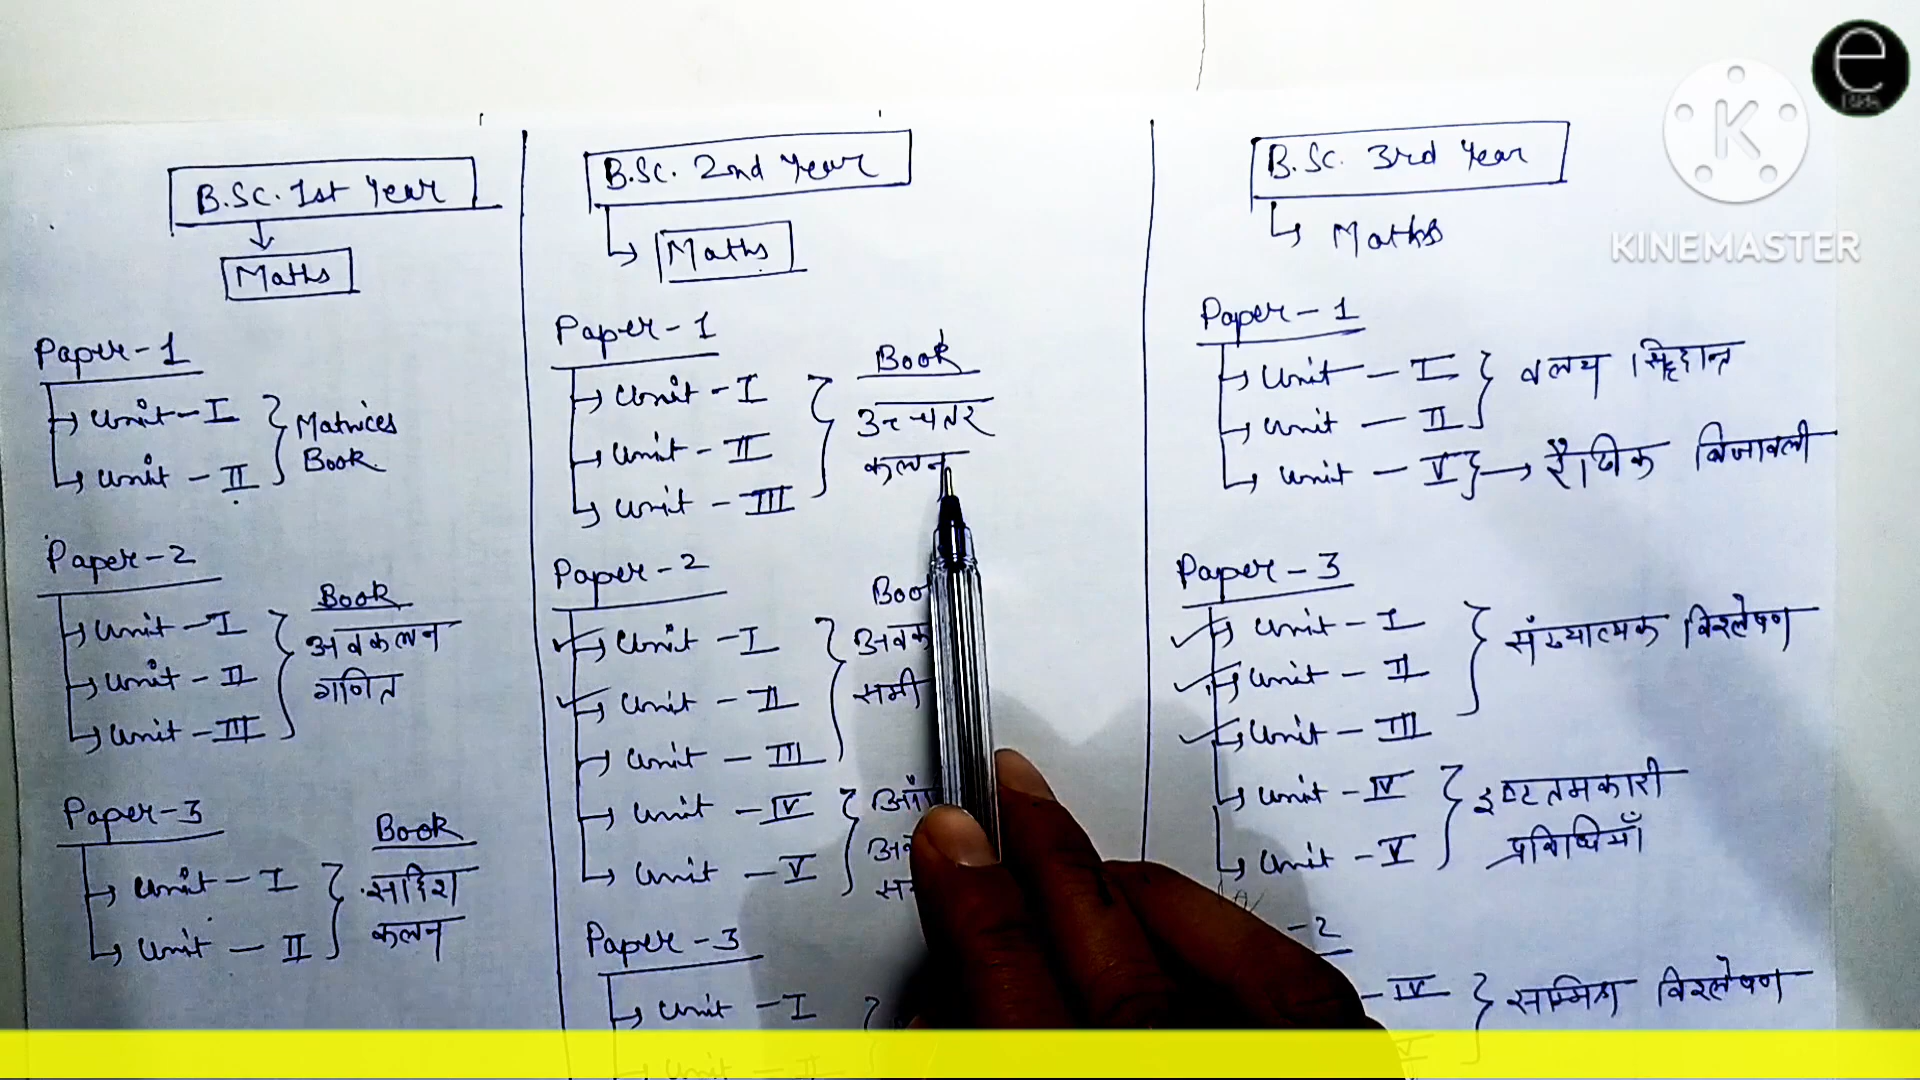 B.Sc. 1st Year
Maths
Paper-1
Unit-I
Unit-II
Matrices
Book
Paper-2
Unit-I
Unit-II
Unit-III
Book
अवकलन
गणित
Paper-3
Unit-I
Unit-II
Book
सदिश
कलन
B.Sc. 2nd Year
Maths
Paper-1
Unit-I
Unit-II
Unit-III
Book
उच्चतर
कलन
Paper-2
Unit-I
Unit-II
Unit-III
Unit-IV
Unit-V
Paper-3
Unit-I
Unit-II
B.Sc. 3rd Year
Maths
Paper-1
Unit-I
Unit-II
वलय सिद्दान्त
Unit-V
Paper-3
Unit-I
Unit-II
Unit-III
संख्यात्मक विश्लेषण
Unit-IV
Unit-V
इष्टतमकारी
प्रविधियाँ
-2
-IV
सम्मिश्र विश्लेषण
e
K
KINEMASTER